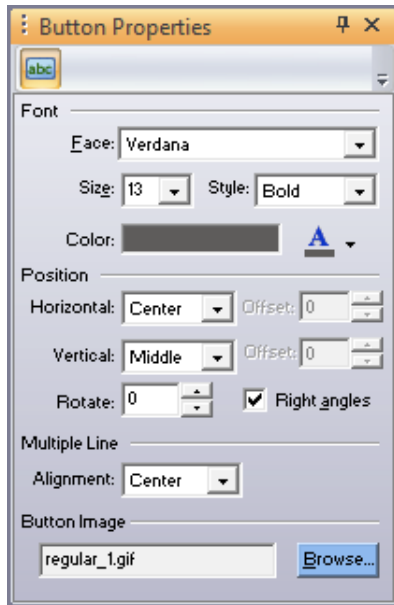 Button Properties
abc
Font
Face: Verdana
Size: 13 Style: Bold
Color: A
Position
Horizontal: Center Offset: 0
Vertical: Middle Offset: 0
Rotate: 0 Right angles
Multiple Line
Alignment: Center
Button Image
regular_1.gif Browse...